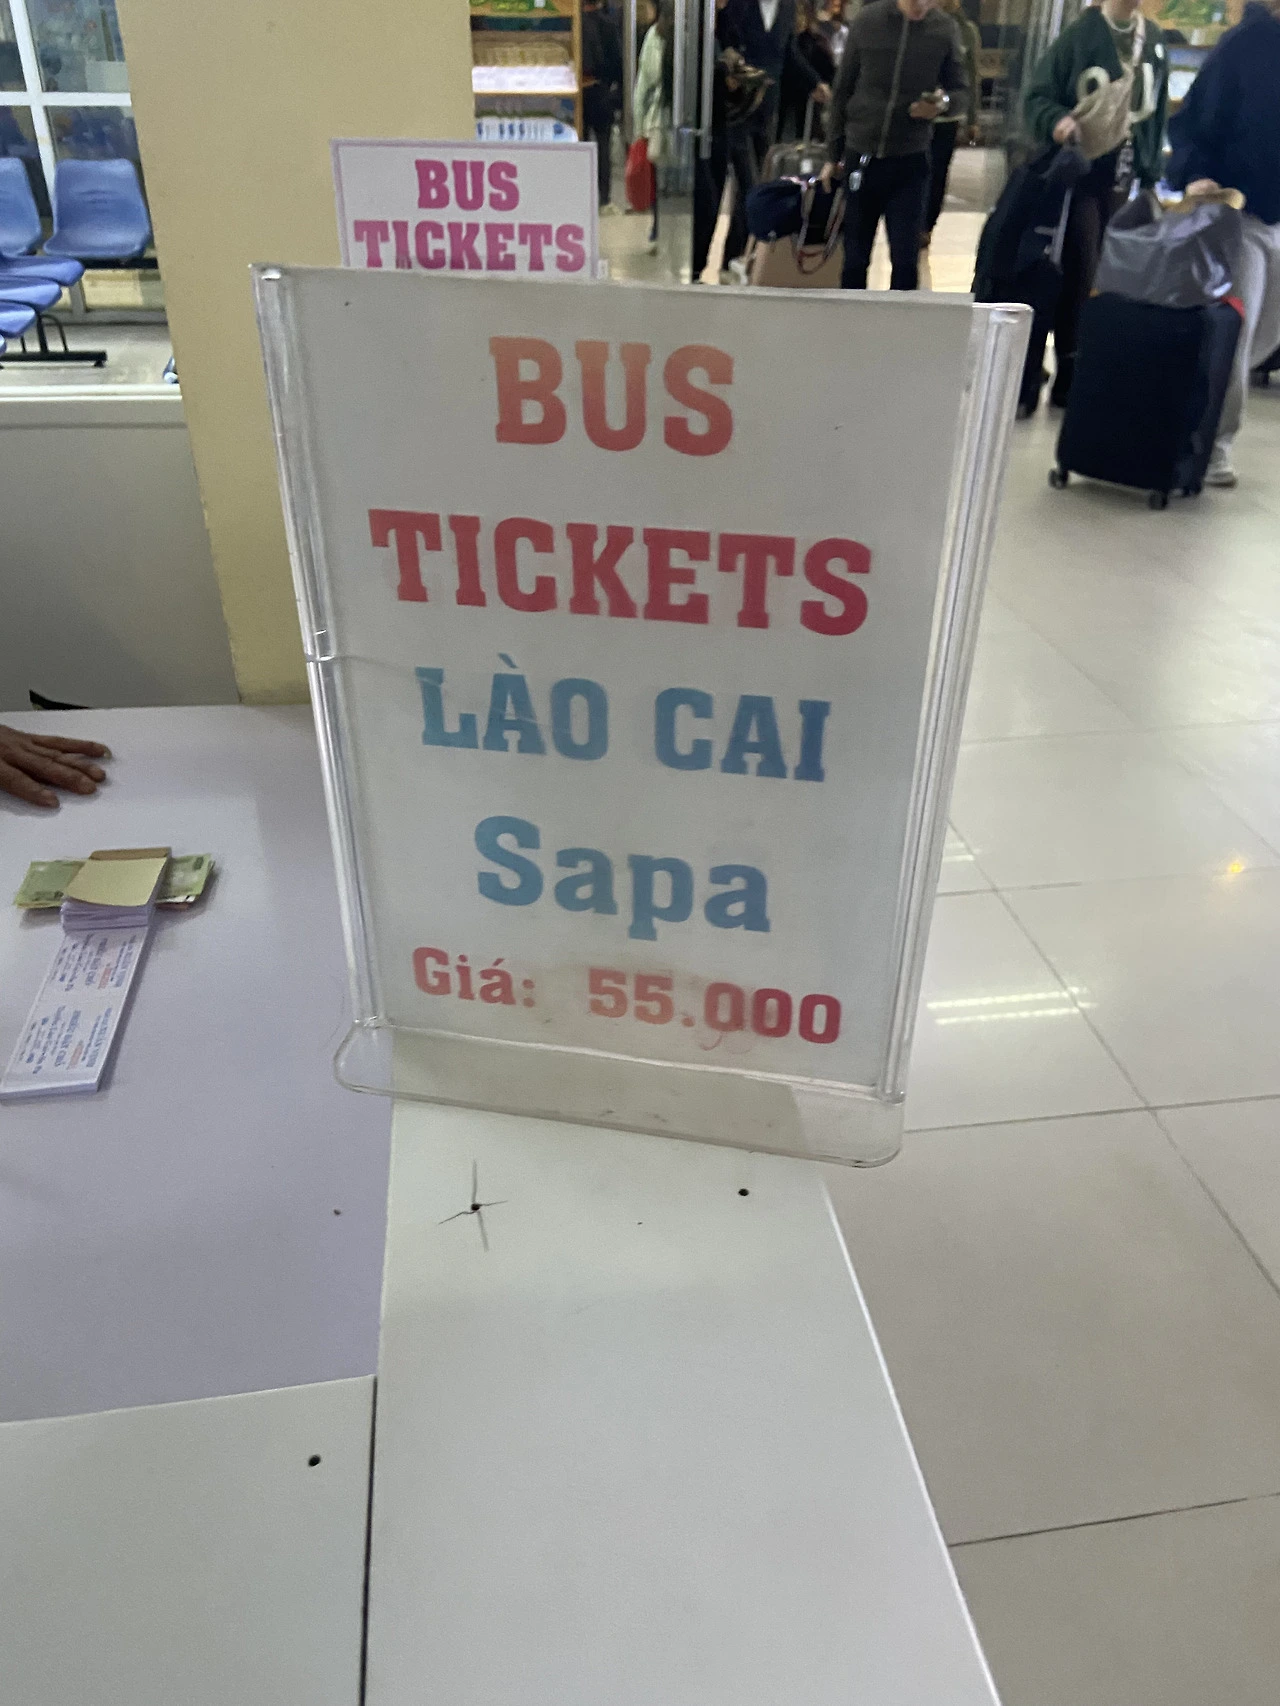 BUS
TICKETS
BUS
TICKETS
LÀO CAI
Sapa
Giá: 55.000